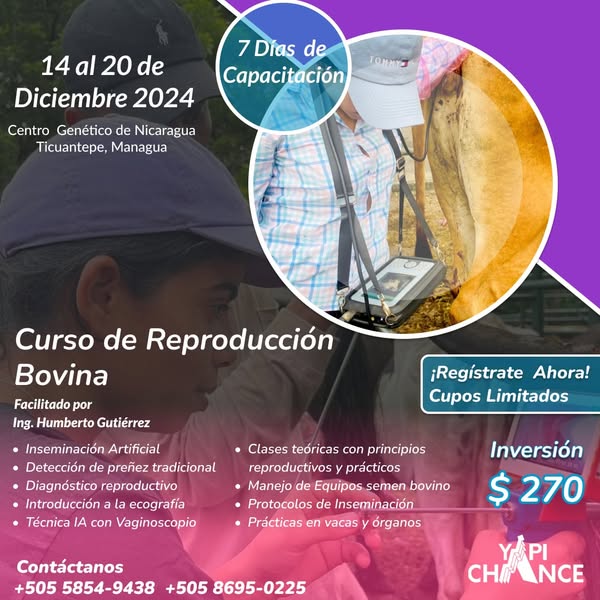 14 al 20 de
Diciembre 2024
Centro Genético de Nicaragua
Ticuantepe, Managua
7 Días de
Capacitación
TOMMY
Curso de Reproducción
Bovina
Facilitado por
Ing. Humberto Gutiérrez
• Inseminación Artificial
• Detección de preñez tradicional
• Diagnóstico reproductivo
• Introducción a la ecografía
• Técnica IA con Vaginoscopio
• Clases teóricas con principios
reproductivos y prácticos
• Manejo de Equipos semen bovino
• Protocolos de Inseminación
• Prácticas en vacas y órganos
¡Regístrate Ahora!
Cupos Limitados
Inversión
$ 270
Contáctanos
+505 5854-9438 +505 8695-0225
YAPI
CHANCE